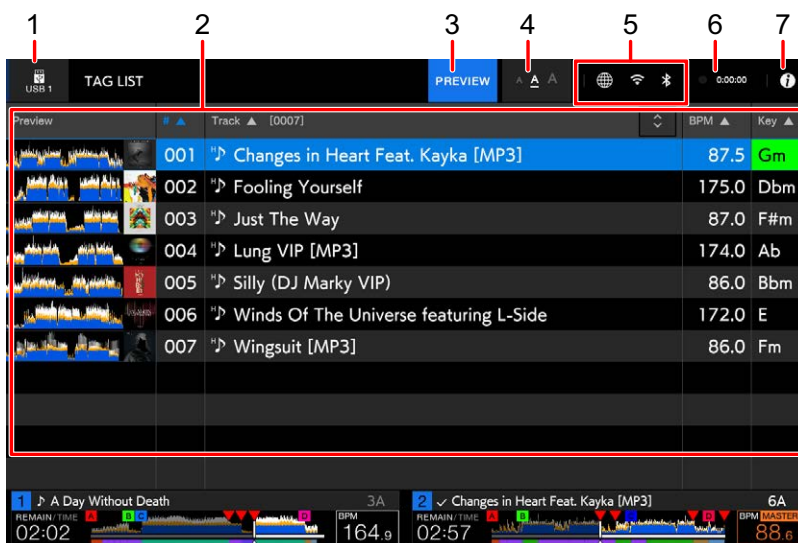 1 2 3 4 5 6 7
USB 1 TAG LIST PREVIEW A A A 0:00:00 i
Preview # ▲ Track ▲ [0007] BPM ▲ Key ▲
001 Changes in Heart Feat. Kayka [MP3] 87.5 Gm
002 Fooling Yourself 175.0 Dbm
003 Just The Way 87.0 F#m
004 Lung VIP [MP3] 174.0 Ab
005 Silly (DJ Marky VIP) 86.0 Bbm
006 Winds Of The Universe featuring L-Side 172.0 E
007 Wingsuit [MP3] 86.0 Fm
1 A Day Without Death 3A 2 Changes in Heart Feat. Kayka [MP3] 6A
REMAIN/TIME A B C D BPM REMAIN/TIME A B C D BPM MASTER
02:02 164.9 02:57 88.6